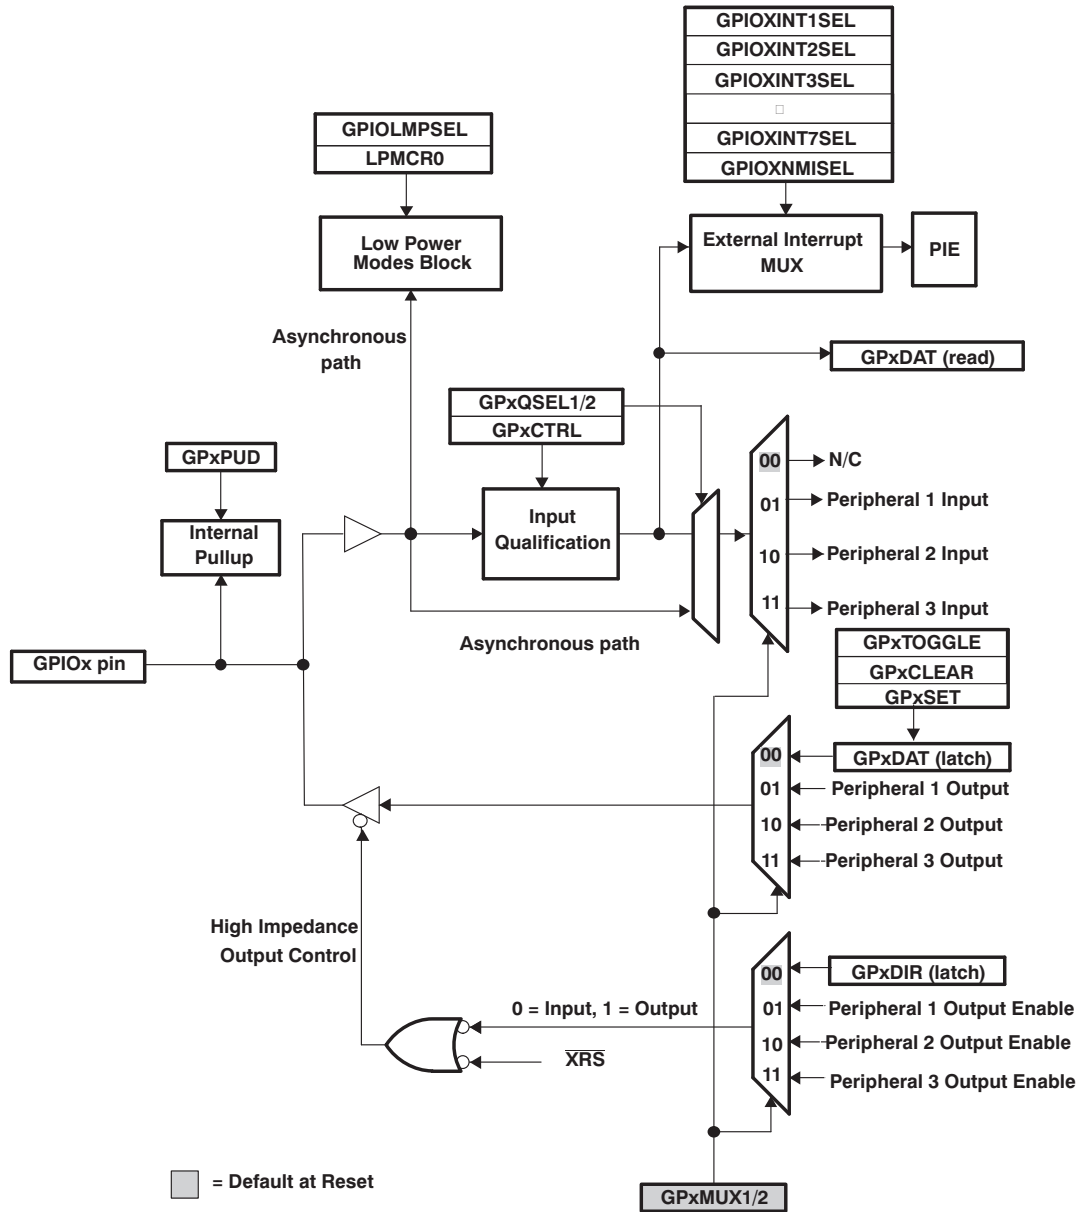 GPIOXINT1SEL
GPIOXINT2SEL
GPIOXINT3SEL
GPIOXINT7SEL
GPIOXNMISEL
GPIOLMPSEL
LPMCR0
Low Power
Modes Block
External Interrupt
MUX
PIE
Asynchronous
path
GPxDAT (read)
GPxQSEL1/2
GPxCTRL
GPxPUD
Internal
Pullup
Input
Qualification
00
N/C
01
Peripheral 1 Input
10
Peripheral 2 Input
11
Peripheral 3 Input
Asynchronous path
GPIOx pin
GPxTOGGLE
GPxCLEAR
GPxSET
00
GPxDAT (latch)
01
Peripheral 1 Output
10
Peripheral 2 Output
11
Peripheral 3 Output
High Impedance
Output Control
00
GPxDIR (latch)
0 = Input, 1 = Output
01
Peripheral 1 Output Enable
10
Peripheral 2 Output Enable
XRS
11
Peripheral 3 Output Enable
= Default at Reset
GPxMUX1/2